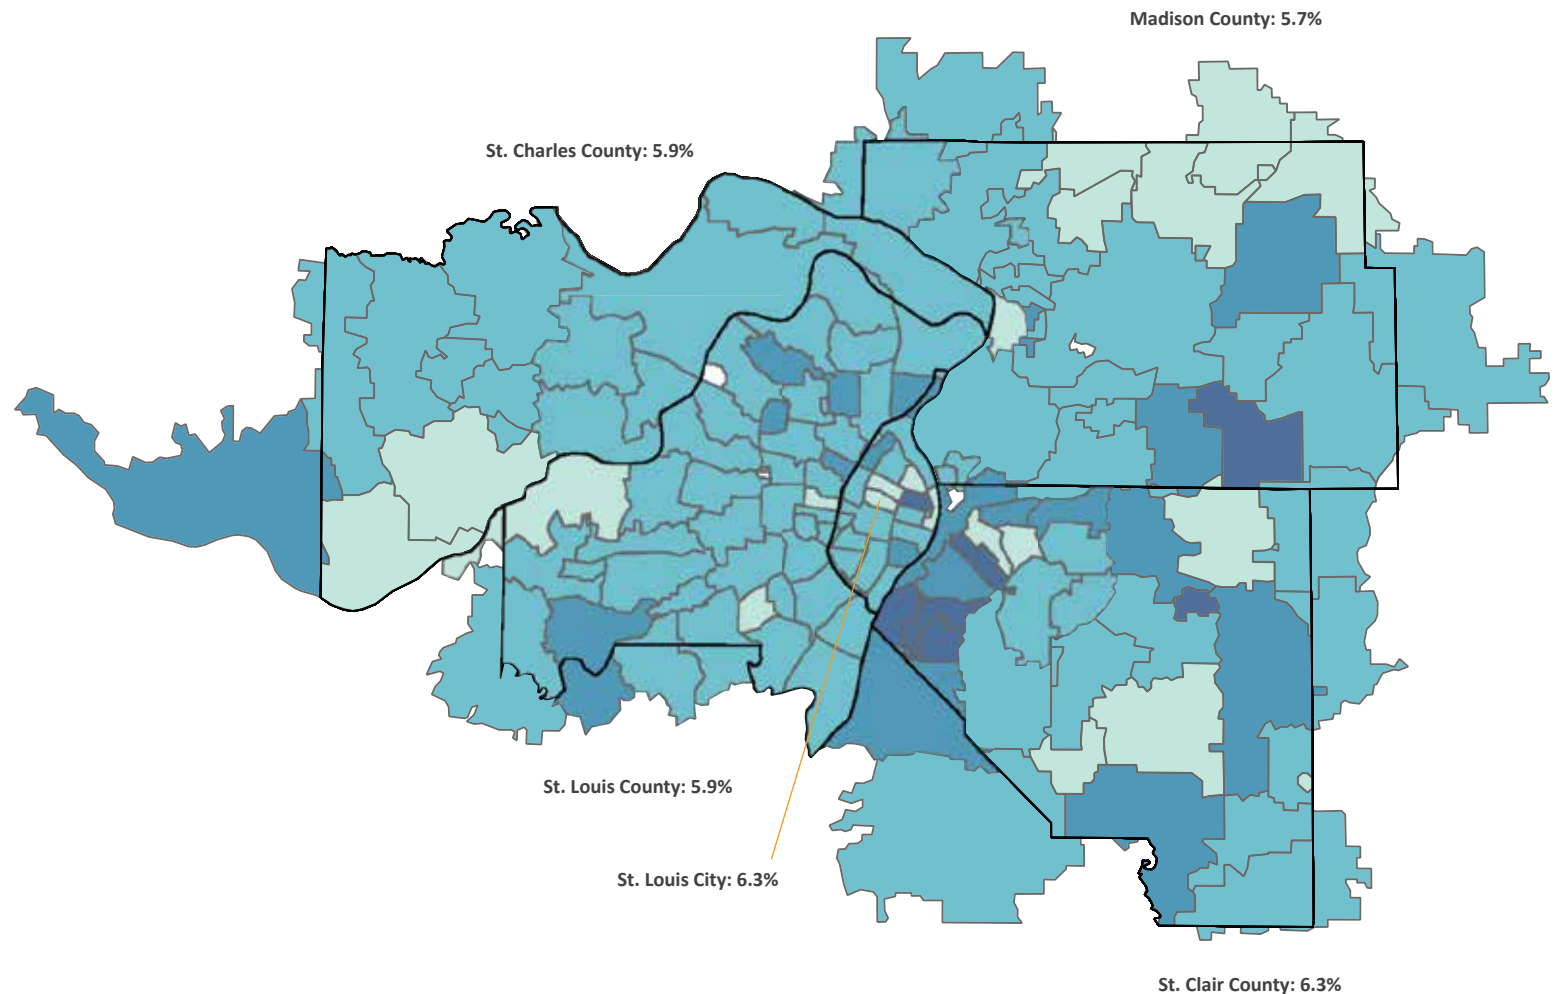 Madison County: 5.7%
St. Charles County: 5.9%
St. Louis County: 5.9%
St. Louis City: 6.3%
St. Clair County: 6.3%